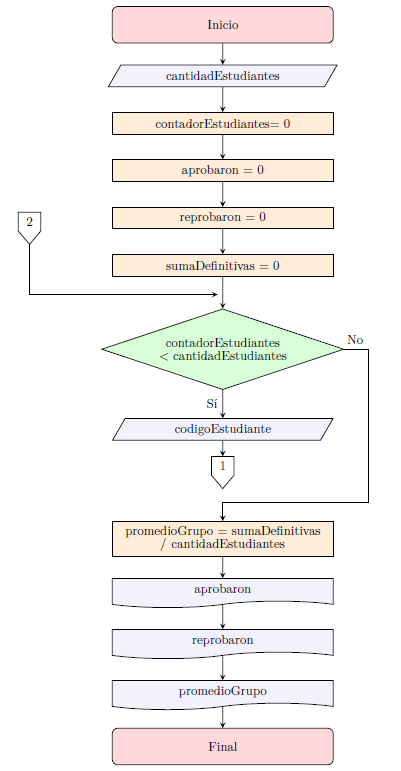 Inicio
cantidadEstudiantes
contadorEstudiantes= 0
aprobaron = 0
reprobaron = 0
2
sumaDefinitivas = 0
contadorEstudiantes
< cantidadEstudiantes
No
Sí
codigoEstudiante
1
promedioGrupo = sumaDefinitivas
/ cantidadEstudiantes
aprobaron
reprobaron
promedioGrupo
Final